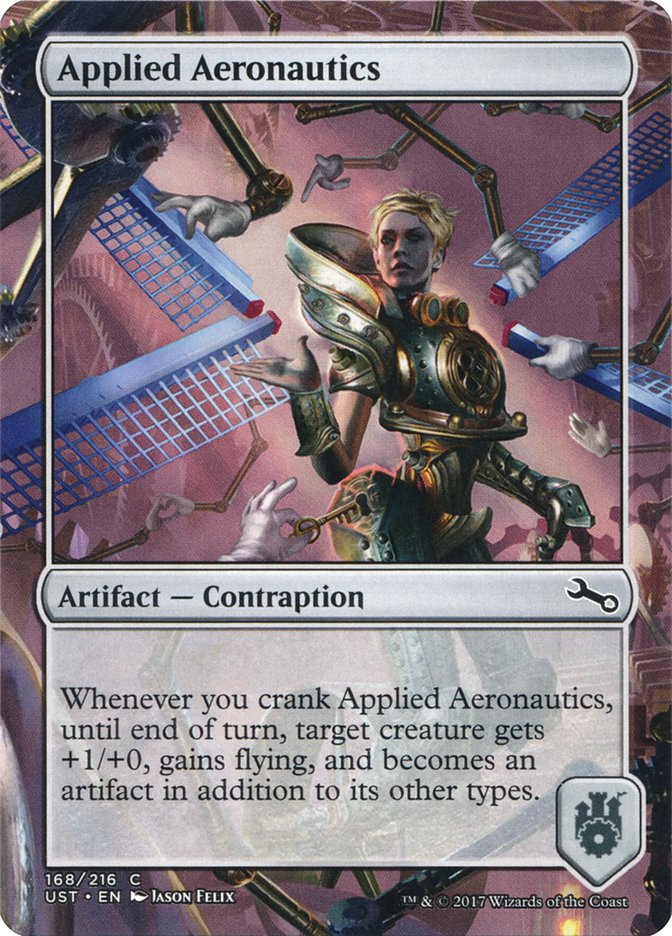 Applied Aeronautics
Artifact — Contraption
Whenever you crank Applied Aeronautics,
until end of turn, target creature gets
+1/+0, gains flying, and becomes an
artifact in addition to its other types.
168/216 C
UST • EN Jason Felix
™ & © 2017 Wizards of the Coast